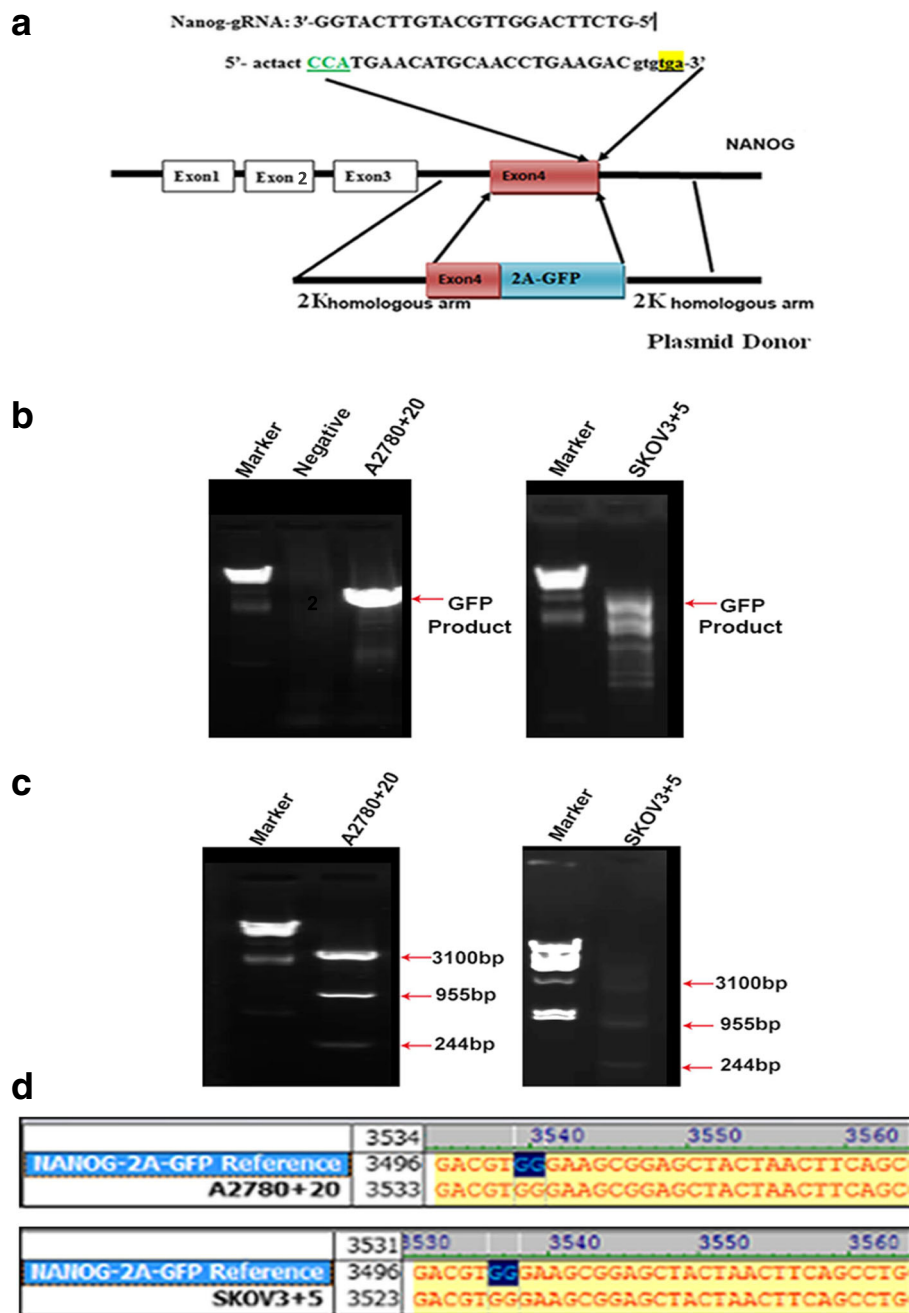 a
Nanog-gRNA: 3'-GGTACTTGTACGTTGGACTTCTG-5'
5'- actact CCATGAACATGCAACCTGAAGAC gtgtga-3'
NANOG
Exon1
Exon 2
Exon3
Exon4
Exon4
2A-GFP
2K homologous arm
2K homologous arm
Plasmid Donor
b
Marker
Negative
A2780+20
2
GFP
Product
Marker
SKOV3+5
GFP
Product
c
Marker
A2780+20
3100bp
955bp
244bp
Marker
SKOV3+5
3100bp
955bp
244bp
d
3534 3540 3550 3560
NANOG-2A-GFP Reference 3496 GACGTGGGAAGCGGAGCTACTAACTTCAGC
A2780+20 3533 GACGTGGGAAGCGGAGCTACTAACTTCAGC
3531 3530 3540 3550 3560
NANOG-2A-GFP Reference 3496 GACGTGGGAAGCGGAGCTACTAACTTCAGCCTG
SKOV3+5 3523 GACGTGGGAAGCGGAGCTACTAACTTCAGCCTG